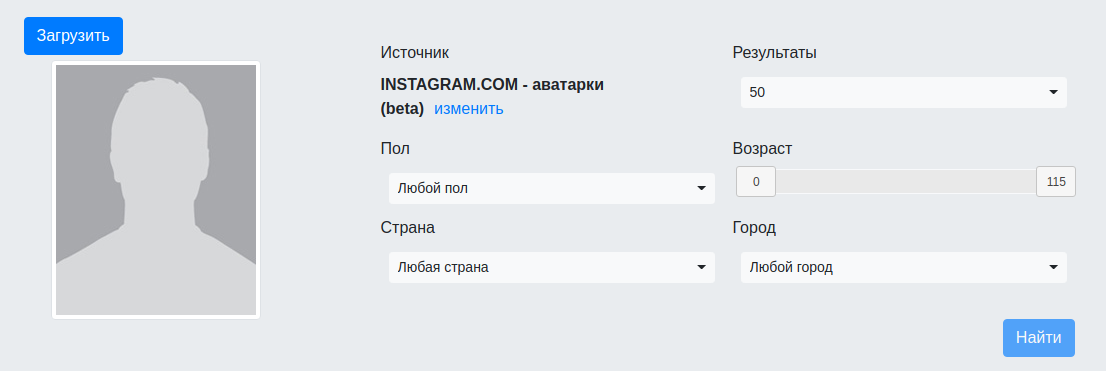 Загрузить
Источник
INSTAGRAM.COM - аватарки
(beta) изменить
Результаты
50
Пол
Любой пол
Возраст
0
115
Страна
Любая страна
Город
Любой город
Найти